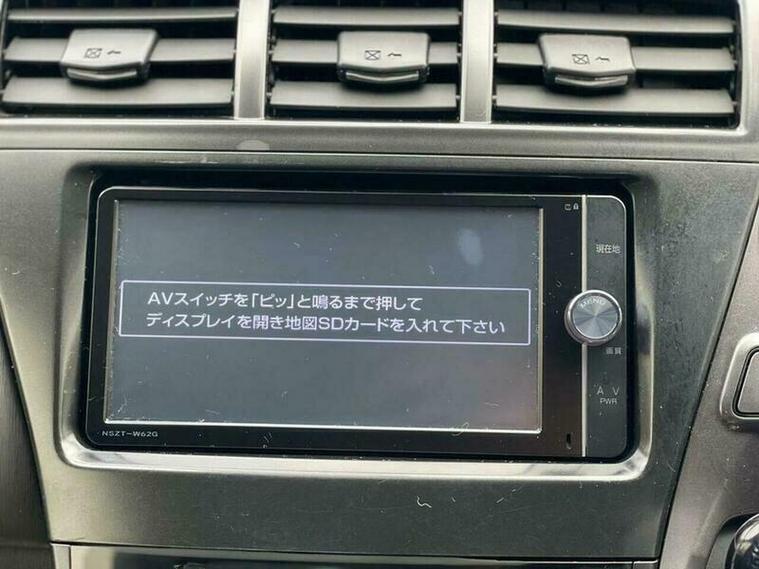 現在地
AVスイッチを「ピッ」と鳴るまで押して
ディスプレイを開き地図SDカードを入れて下さい
MENU
画質
A V
PWR
NSZT-W62G